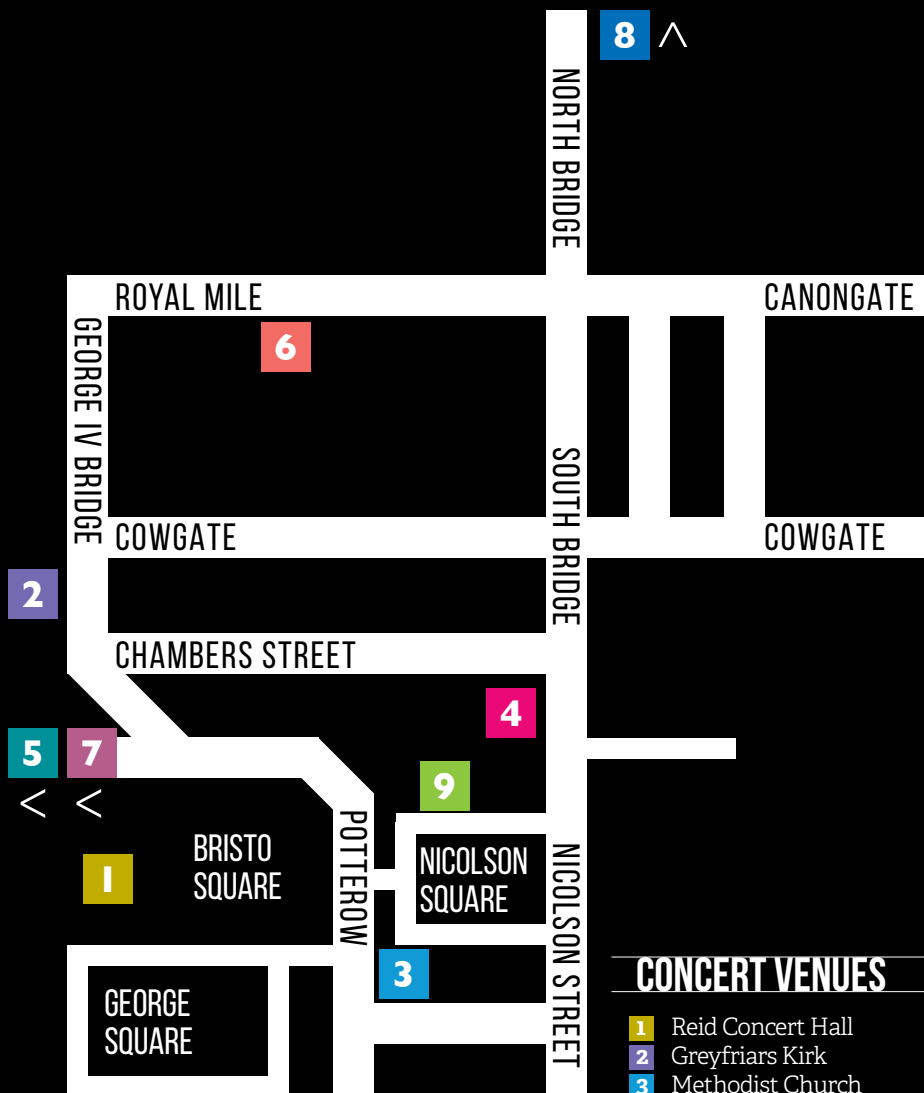 8 ^
NORTH BRIDGE
ROYAL MILE
CANONGATE
6
GEORGE IV BRIDGE
SOUTH BRIDGE
COWGATE
COWGATE
2
CHAMBERS STREET
4
5 7
< <
9
POTTEROW
BRISTO
SQUARE
1
NICOLSON
SQUARE
NICOLSON STREET
3
GEORGE
SQUARE
CONCERT VENUES
1 Reid Concert Hall
2 Greyfriars Kirk
3 Methodist Church